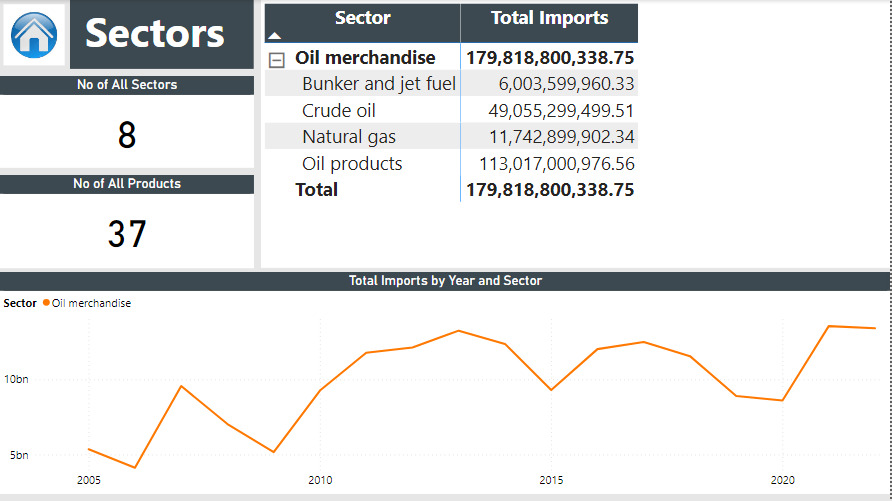 Sectors
No of All Sectors
8
No of All Products
37
Sector Total Imports
Oil merchandise 179,818,800,338.75
Bunker and jet fuel 6,003,599,960.33
Crude oil 49,055,299,499.51
Natural gas 11,742,899,902.34
Oil products 113,017,000,976.56
Total 179,818,800,338.75
Total Imports by Year and Sector
Sector Oil merchandise
10bn
5bn
2005 2010 2015 2020